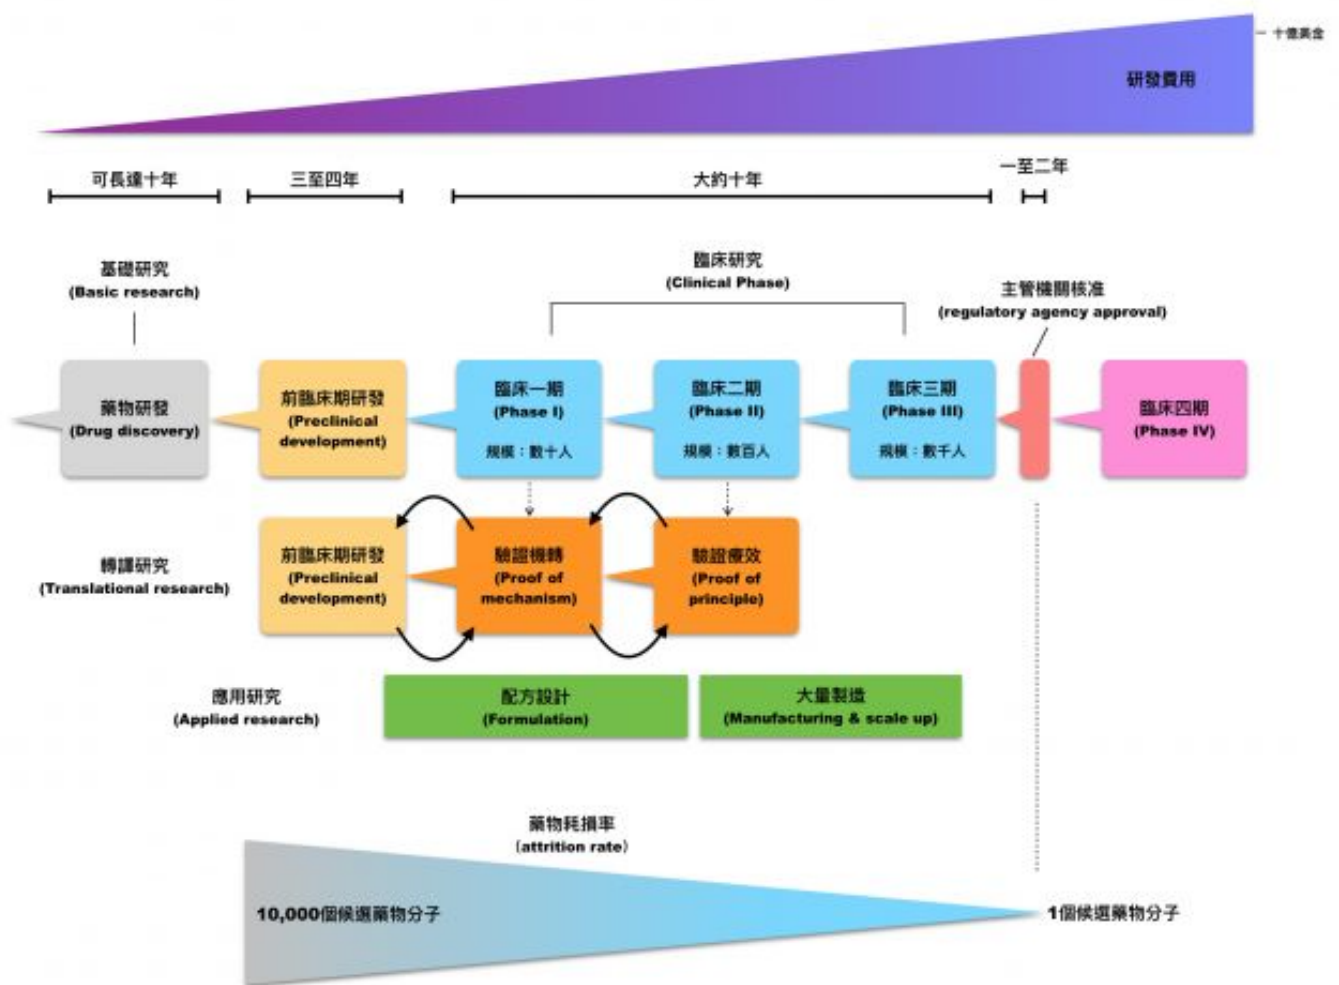 十億美金
研發費用
可長達十年
三至四年
大約十年
一至二年
基礎研究
(Basic research)
臨床研究
(Clinical Phase)
主管機關核准
(regulatory agency approval)
藥物研發
(Drug discovery)
前臨床期研發
(Preclinical
development)
臨床一期
(Phase I)
規模：數十人
臨床二期
(Phase II)
規模：數百人
臨床三期
(Phase III)
規模：數千人
臨床四期
(Phase IV)
轉譯研究
(Translational research)
前臨床期研發
(Preclinical
development)
驗證機轉
(Proof of
mechanism)
驗證療效
(Proof of
principle)
應用研究
(Applied research)
配方設計
(Formulation)
大量製造
(Manufacturing & scale up)
藥物耗損率
(attrition rate)
10,000個候選藥物分子
1個候選藥物分子